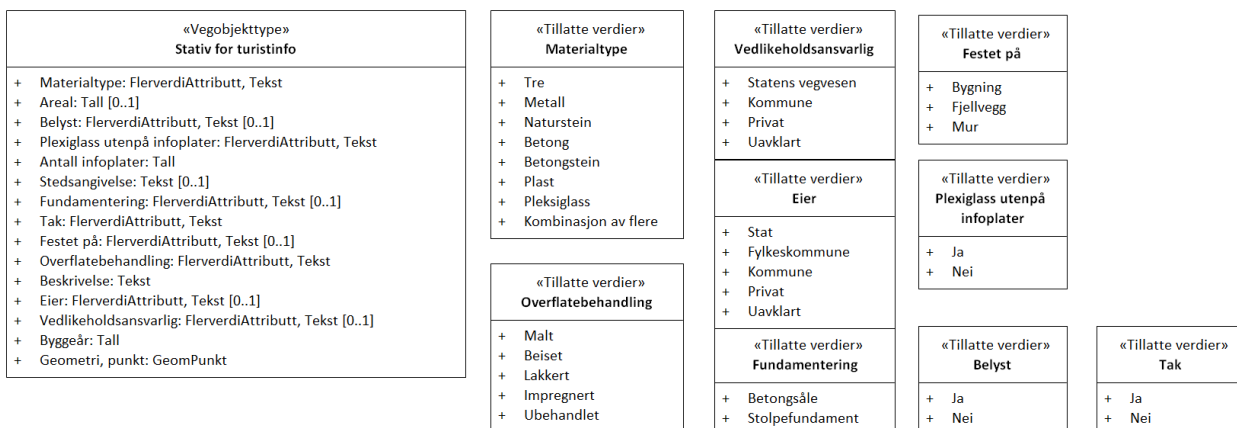 «Vegobjekttype»
Stativ for turistinfo
+ Materialtype: FlerverdiAttributt, Tekst
+ Areal: Tall [0..1]
+ Belyst: FlerverdiAttributt, Tekst [0..1]
+ Plexiglass utenpå infoplater: FlerverdiAttributt, Tekst
+ Antall infoplater: Tall
+ Stedsangivelse: Tekst [0..1]
+ Fundamentering: FlerverdiAttributt, Tekst [0..1]
+ Tak: FlerverdiAttributt, Tekst
+ Festet på: FlerverdiAttributt, Tekst [0..1]
+ Overflatebehandling: FlerverdiAttributt, Tekst
+ Beskrivelse: Tekst
+ Eier: FlerverdiAttributt, Tekst [0..1]
+ Vedlikeholdsansvarlig: FlerverdiAttributt, Tekst [0..1]
+ Byggeår: Tall
+ Geometri, punkt: GeomPunkt
«Tillatte verdier»
Materialtype
+ Tre
+ Metall
+ Naturstein
+ Betong
+ Betongstein
+ Plast
+ Pleksiglass
+ Kombinasjon av flere
«Tillatte verdier»
Overflatebehandling
+ Malt
+ Beiset
+ Lakkert
+ Impregnert
+ Ubehandlet
«Tillatte verdier»
Vedlikeholdsansvarlig
+ Statens vegvesen
+ Kommune
+ Privat
+ Uavklart
«Tillatte verdier»
Eier
+ Stat
+ Fylkeskommune
+ Kommune
+ Privat
+ Uavklart
«Tillatte verdier»
Fundamentering
+ Betongsåle
+ Stolpefundament
«Tillatte verdier»
Festet på
+ Bygning
+ Fjellvegg
+ Mur
«Tillatte verdier»
Plexiglass utenpå
infoplater
+ Ja
+ Nei
«Tillatte verdier»
Belyst
+ Ja
+ Nei
«Tillatte verdier»
Tak
+ Ja
+ Nei